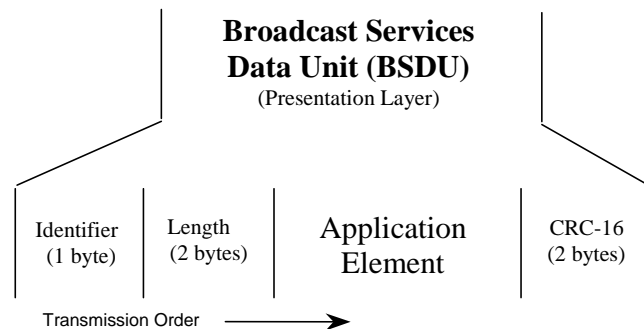 Broadcast Services
Data Unit (BSDU)
(Presentation Layer)
Identifier
(1 byte)
Length
(2 bytes)
Application
Element
CRC-16
(2 bytes)
Transmission Order